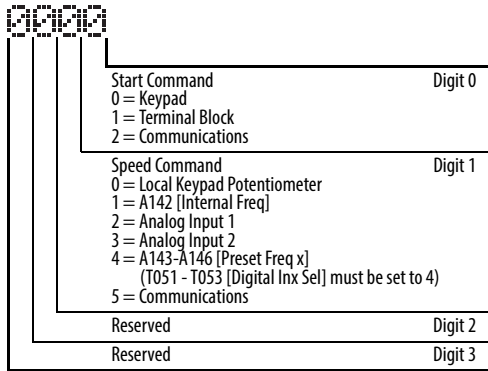 0000
Start Command Digit 0
0 = Keypad
1 = Terminal Block
2 = Communications
Speed Command Digit 1
0 = Local Keypad Potentiometer
1 = A142 [Internal Freq]
2 = Analog Input 1
3 = Analog Input 2
4 = A143-A146 [Preset Freq x]
(T051 - T053 [Digital Inx Sel] must be set to 4)
5 = Communications
Reserved Digit 2
Reserved Digit 3